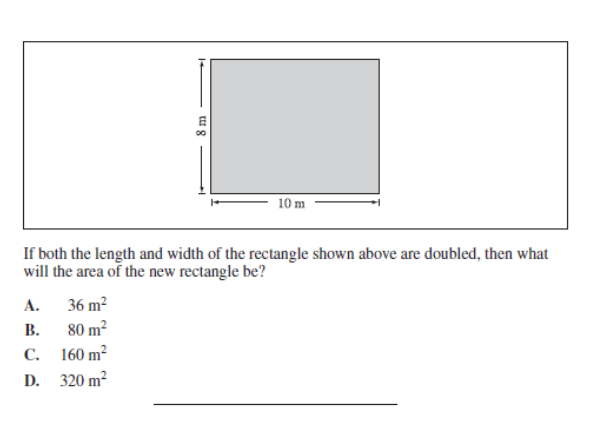 8 m
10 m
If both the length and width of the rectangle shown above are doubled, then what
will the area of the new rectangle be?
A. 36 m²
B. 80 m²
C. 160 m²
D. 320 m²